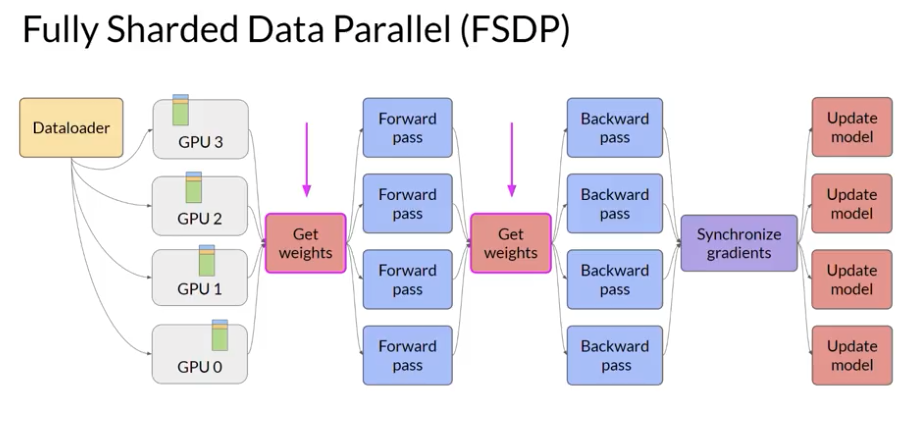 Fully Sharded Data Parallel (FSDP)
Dataloader
GPU 3
GPU 2
GPU 1
GPU 0
Get
weights
Forward
pass
Forward
pass
Forward
pass
Forward
pass
Get
weights
Backward
pass
Backward
pass
Backward
pass
Backward
pass
Synchronize
gradients
Update
model
Update
model
Update
model
Update
model